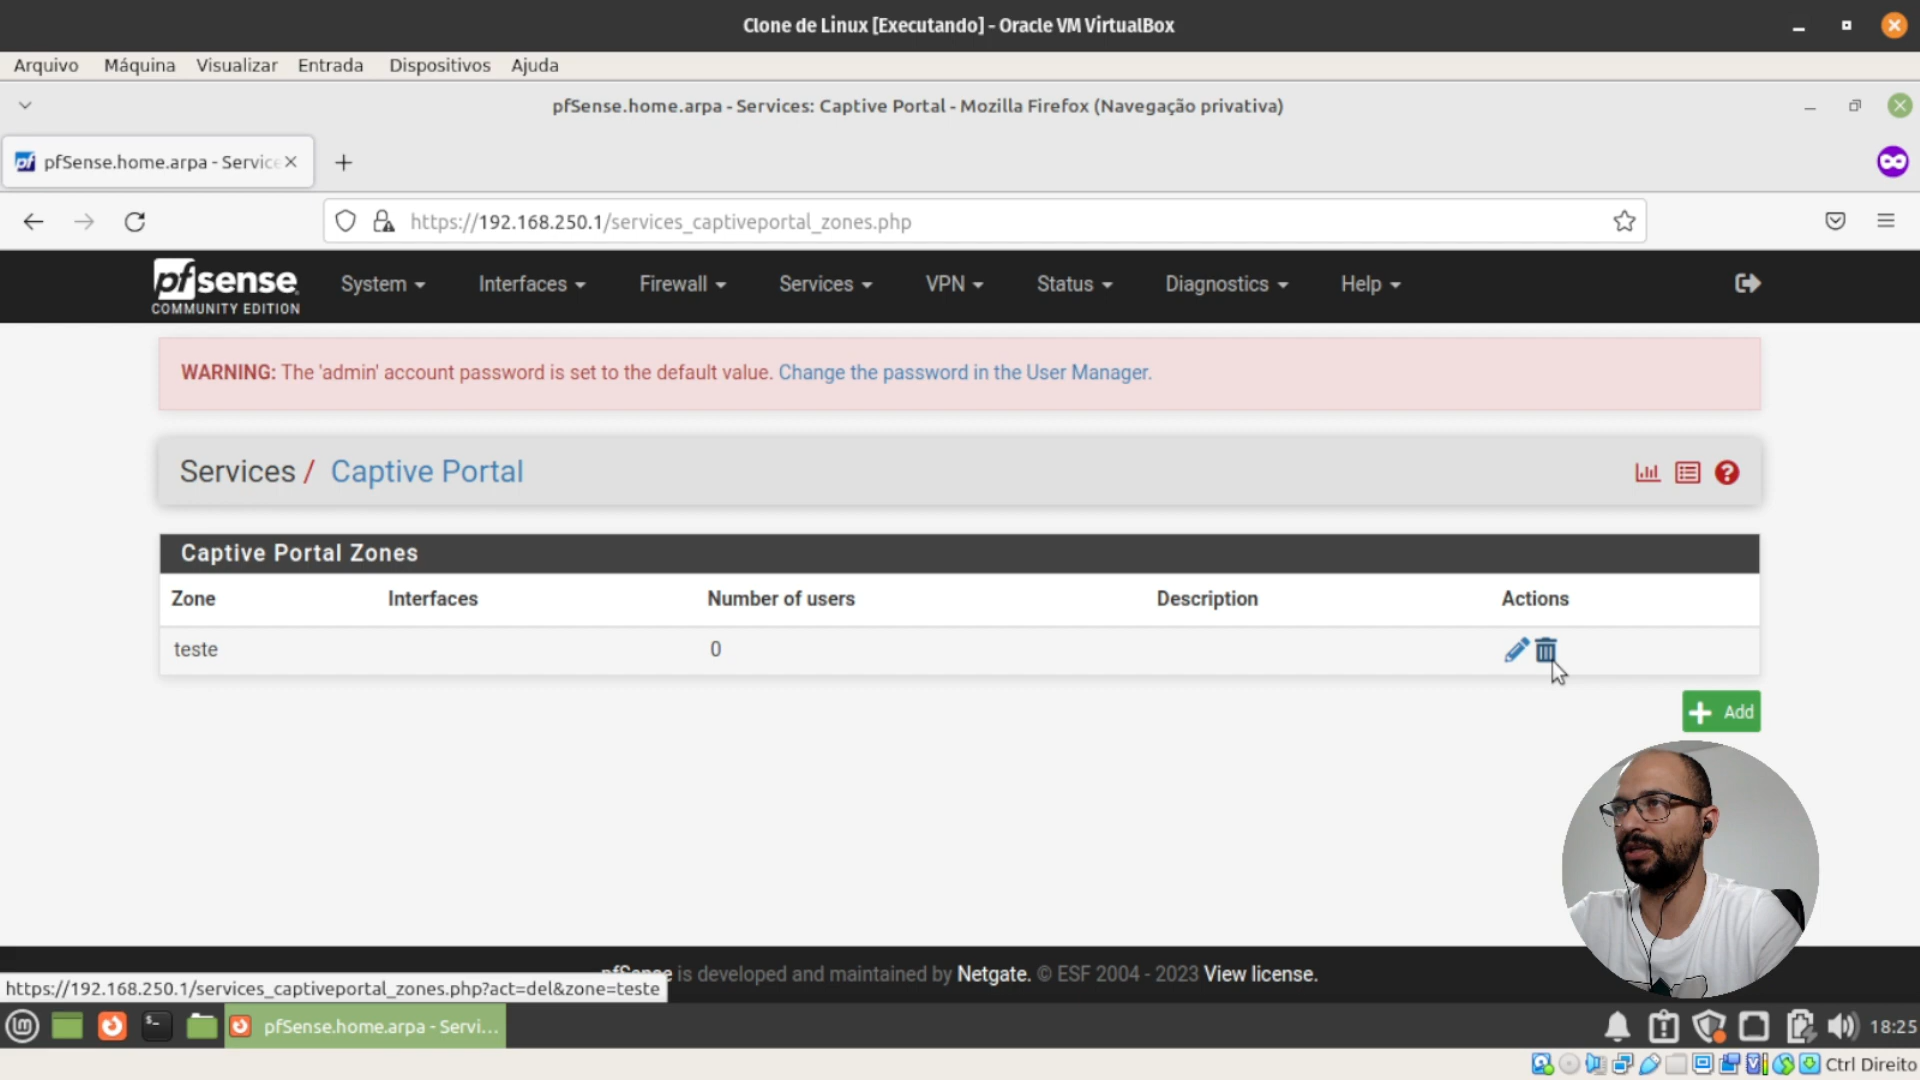 Clone de Linux [Executando] - Oracle VM VirtualBox
Arquivo Máquina Visualizar Entrada Dispositivos Ajuda
pfSense.home.arpa - Services: Captive Portal - Mozilla Firefox (Navegação privativa)
pfSense.home.arpa - Service
https://192.168.250.1/services_captiveportal_zones.php
pfsense
COMMUNITY EDITION
System Interfaces Firewall Services VPN Status Diagnostics Help
WARNING: The 'admin' account password is set to the default value. Change the password in the User Manager.
Services / Captive Portal
Captive Portal Zones
Zone Interfaces Number of users Description Actions
teste 0
Add
pfSense is developed and maintained by Netgate. © ESF 2004 - 2023 View license.
https://192.168.250.1/services_captiveportal_zones.php?act=del&zone=teste
pfSense.home.arpa - Servi...
18:25
Ctrl Direito